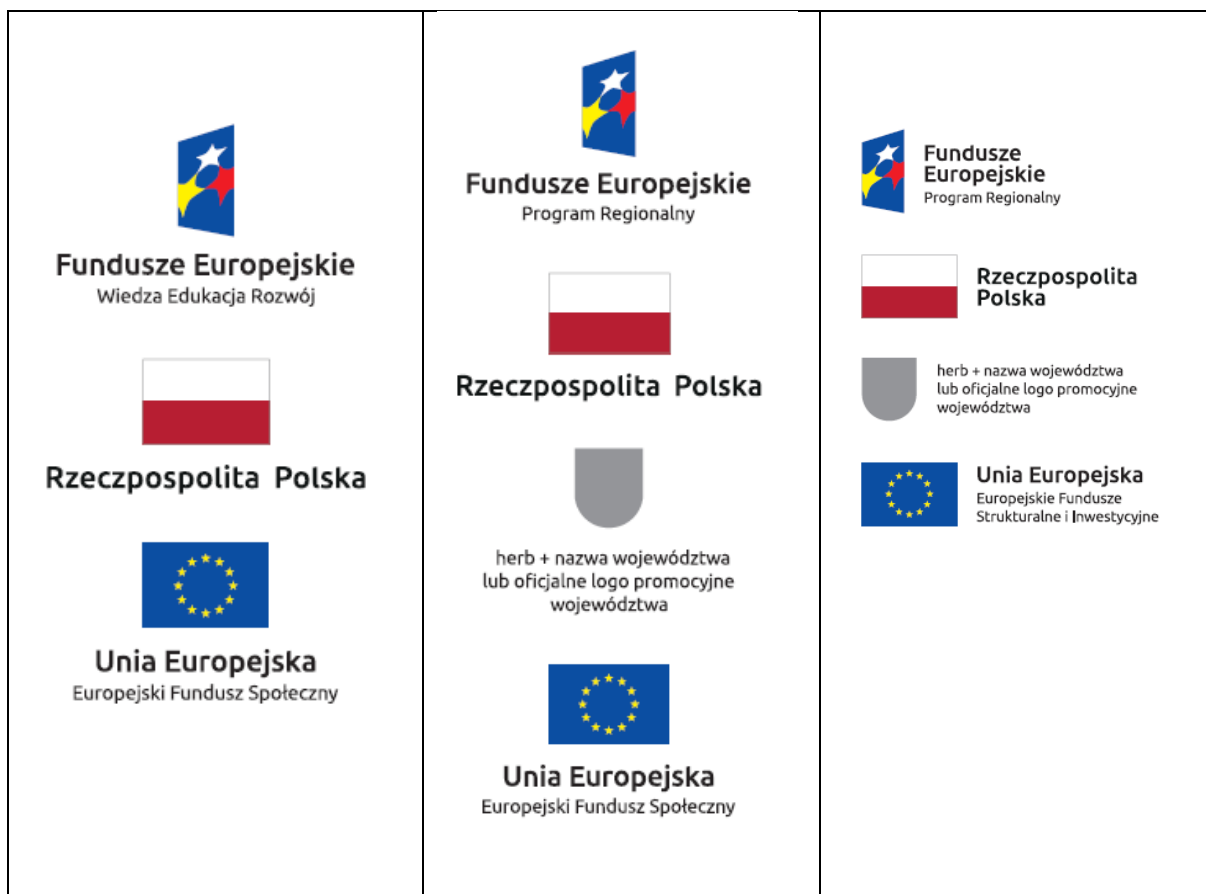 Fundusze Europejskie
Wiedza Edukacja Rozwój
Rzeczpospolita Polska
Unia Europejska
Europejski Fundusz Społeczny
Fundusze Europejskie
Program Regionalny
Rzeczpospolita Polska
herb + nazwa województwa
lub oficjalne logo promocyjne
województwa
Unia Europejska
Europejski Fundusz Społeczny
Fundusze
Europejskie
Program Regionalny
Rzeczpospolita
Polska
herb + nazwa województwa
lub oficjalne logo promocyjne
województwa
Unia Europejska
Europejskie Fundusze
Strukturalne i Inwestycyjne